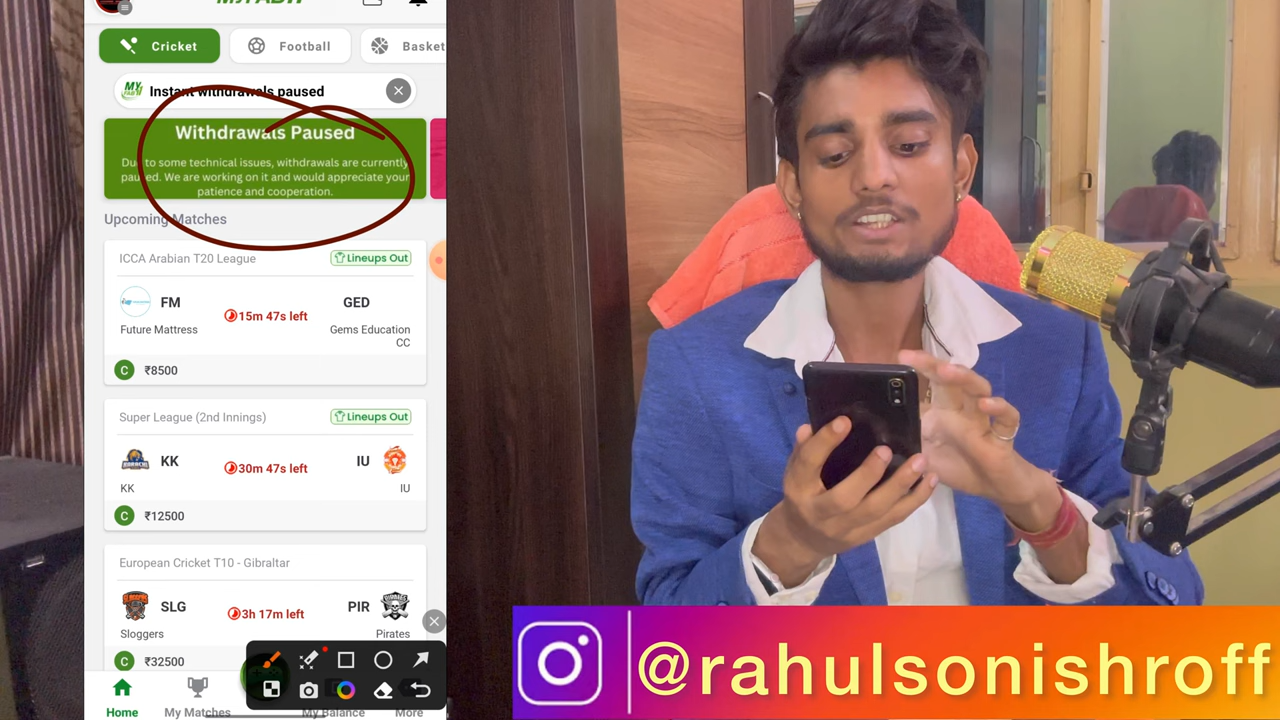 Cricket
Football
Basket
MY
Instant withdrawals paused
Withdrawals Paused
Due to some technical issues, withdrawals are currently
paused. We are working on it and would appreciate your
patience and cooperation.
Upcoming Matches
ICCA Arabian T20 League
Lineups Out
FM
15m 47s left
GED
Future Mattress
Gems Education
CC
C ₹8500
Super League (2nd Innings)
Lineups Out
KK
30m 47s left
IU
KK
IU
C ₹12500
European Cricket T10 - Gibraltar
SLG
3h 17m left
PIR
Sloggers
Pirates
C ₹32500
Home
My Matches
My Balance
More
@rahulsonishroff